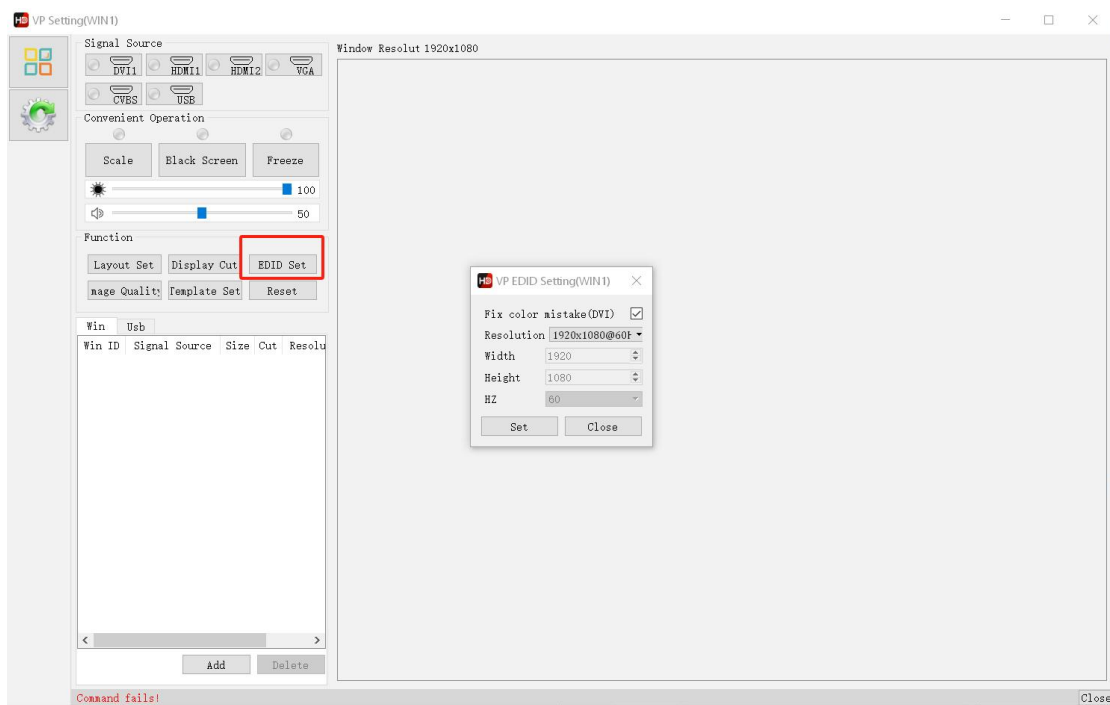 HD VP Setting(WIN1)
Signal Source
DVI1 HDMI1 HDMI2 VGA
CVBS USB
Convenient Operation
Scale Black Screen Freeze
100
50
Function
Layout Set Display Cut EDID Set
mage Quality Template Set Reset
Win Usb
Win ID Signal Source Size Cut Resolu
Add Delete
Command fails!
Window Resolut 1920x1080
HD VP EDID Setting(WIN1)
Fix color mistake(DVI)
Resolution 1920x1080@60H
Width 1920
Height 1080
HZ 60
Set Close
Close